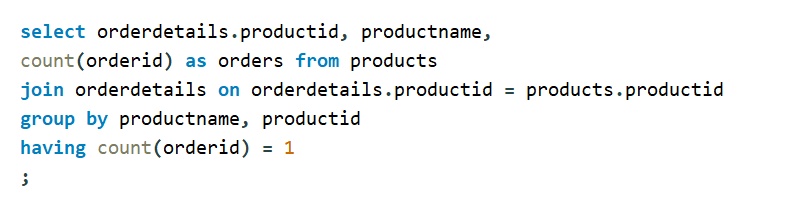 select orderdetails.productid, productname,
count(orderid) as orders from products
join orderdetails on orderdetails.productid = products.productid
group by productname, productid
having count(orderid) = 1
;